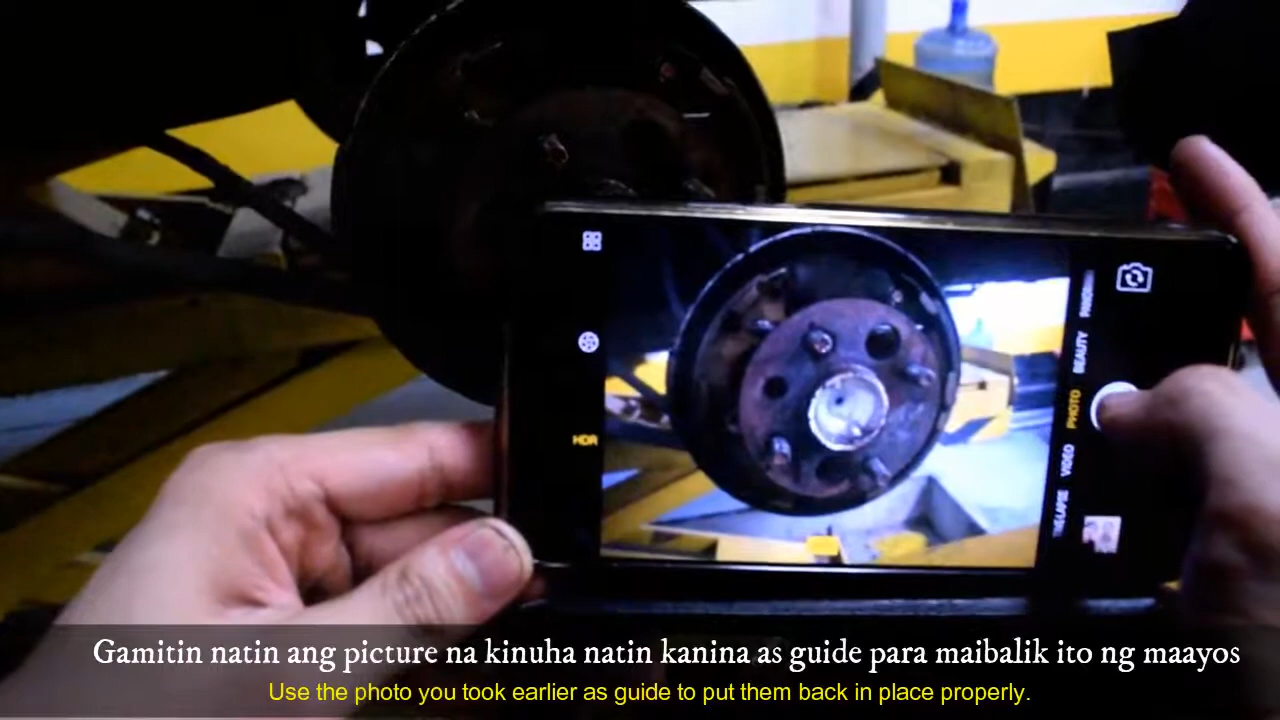 PANO
BEAUTY
PHOTO
VIDEO
HDR
Gamitin natin ang picture na kinuha natin kanina as guide para maibalik ito ng maayos
Use the photo you took earlier as guide to put them back in place properly.